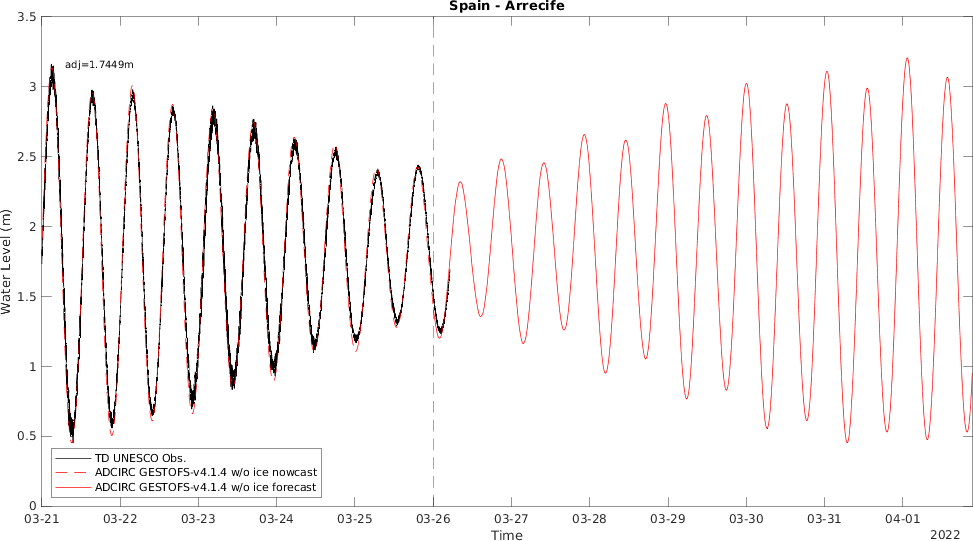 Spain - Arrecife
adj=1.7449m
3.5
3
2.5
2
1.5
1
0.5
0
Water Level (m)
TD UNESCO Obs.
ADCIRC GESTOFS-v4.1.4 w/o ice nowcast
ADCIRC GESTOFS-v4.1.4 w/o ice forecast
03-21 03-22 03-23 03-24 03-25 03-26 03-27 03-28 03-29 03-30 03-31 04-01
Time
2022